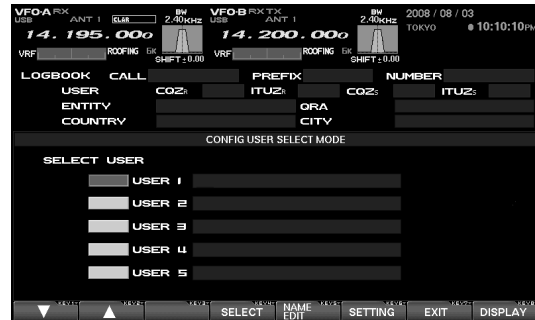 VFO-A RX BW VFO-B RX TX BW 2008 / 08 / 03
USB ANT 1 CLAR 2.40KHZ USB ANT 1 2.40KHZ TOKYO 10:10:10PM
14. 195. 000 14. 200. 000
VRF ROOFING 6K SHIFT±0.00 VRF ROOFING 6K SHIFT±0.00
LOGBOOK CALL PREFIX NUMBER
USER CQZR ITUZR CQZS ITUZS
ENTITY QRA
COUNTRY CITY
CONFIG USER SELECT MODE
SELECT USER
USER 1
USER 2
USER 3
USER 4
USER 5
▼ ▲ SELECT NAME EDIT SETTING EXIT DISPLAY